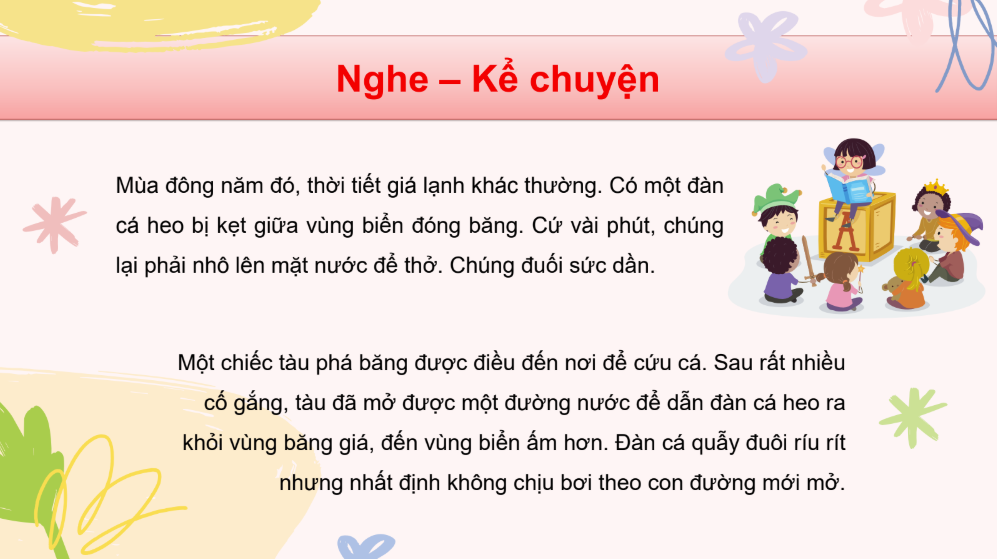 Nghe – Kể chuyện
Mùa đông năm đó, thời tiết giá lạnh khác thường. Có một đàn
cá heo bị kẹt giữa vùng biển đóng băng. Cứ vài phút, chúng
lại phải nhô lên mặt nước để thở. Chúng đuối sức dần.
Một chiếc tàu phá băng được điều đến nơi để cứu cá. Sau rất nhiều
cố gắng, tàu đã mở được một đường nước để dẫn đàn cá heo ra
khỏi vùng băng giá, đến vùng biển ấm hơn. Đàn cá quẫy đuôi ríu rít
nhưng nhất định không chịu bơi theo con đường mới mở.